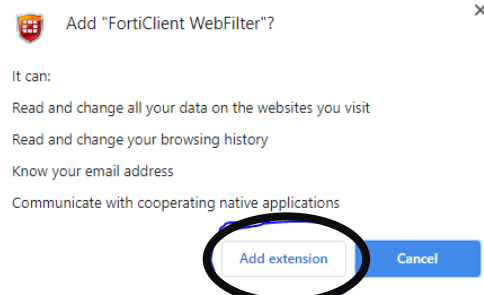 Add "FortiClient WebFilter"?
It can:
Read and change all your data on the websites you visit
Read and change your browsing history
Know your email address
Communicate with cooperating native applications
Add extension Cancel